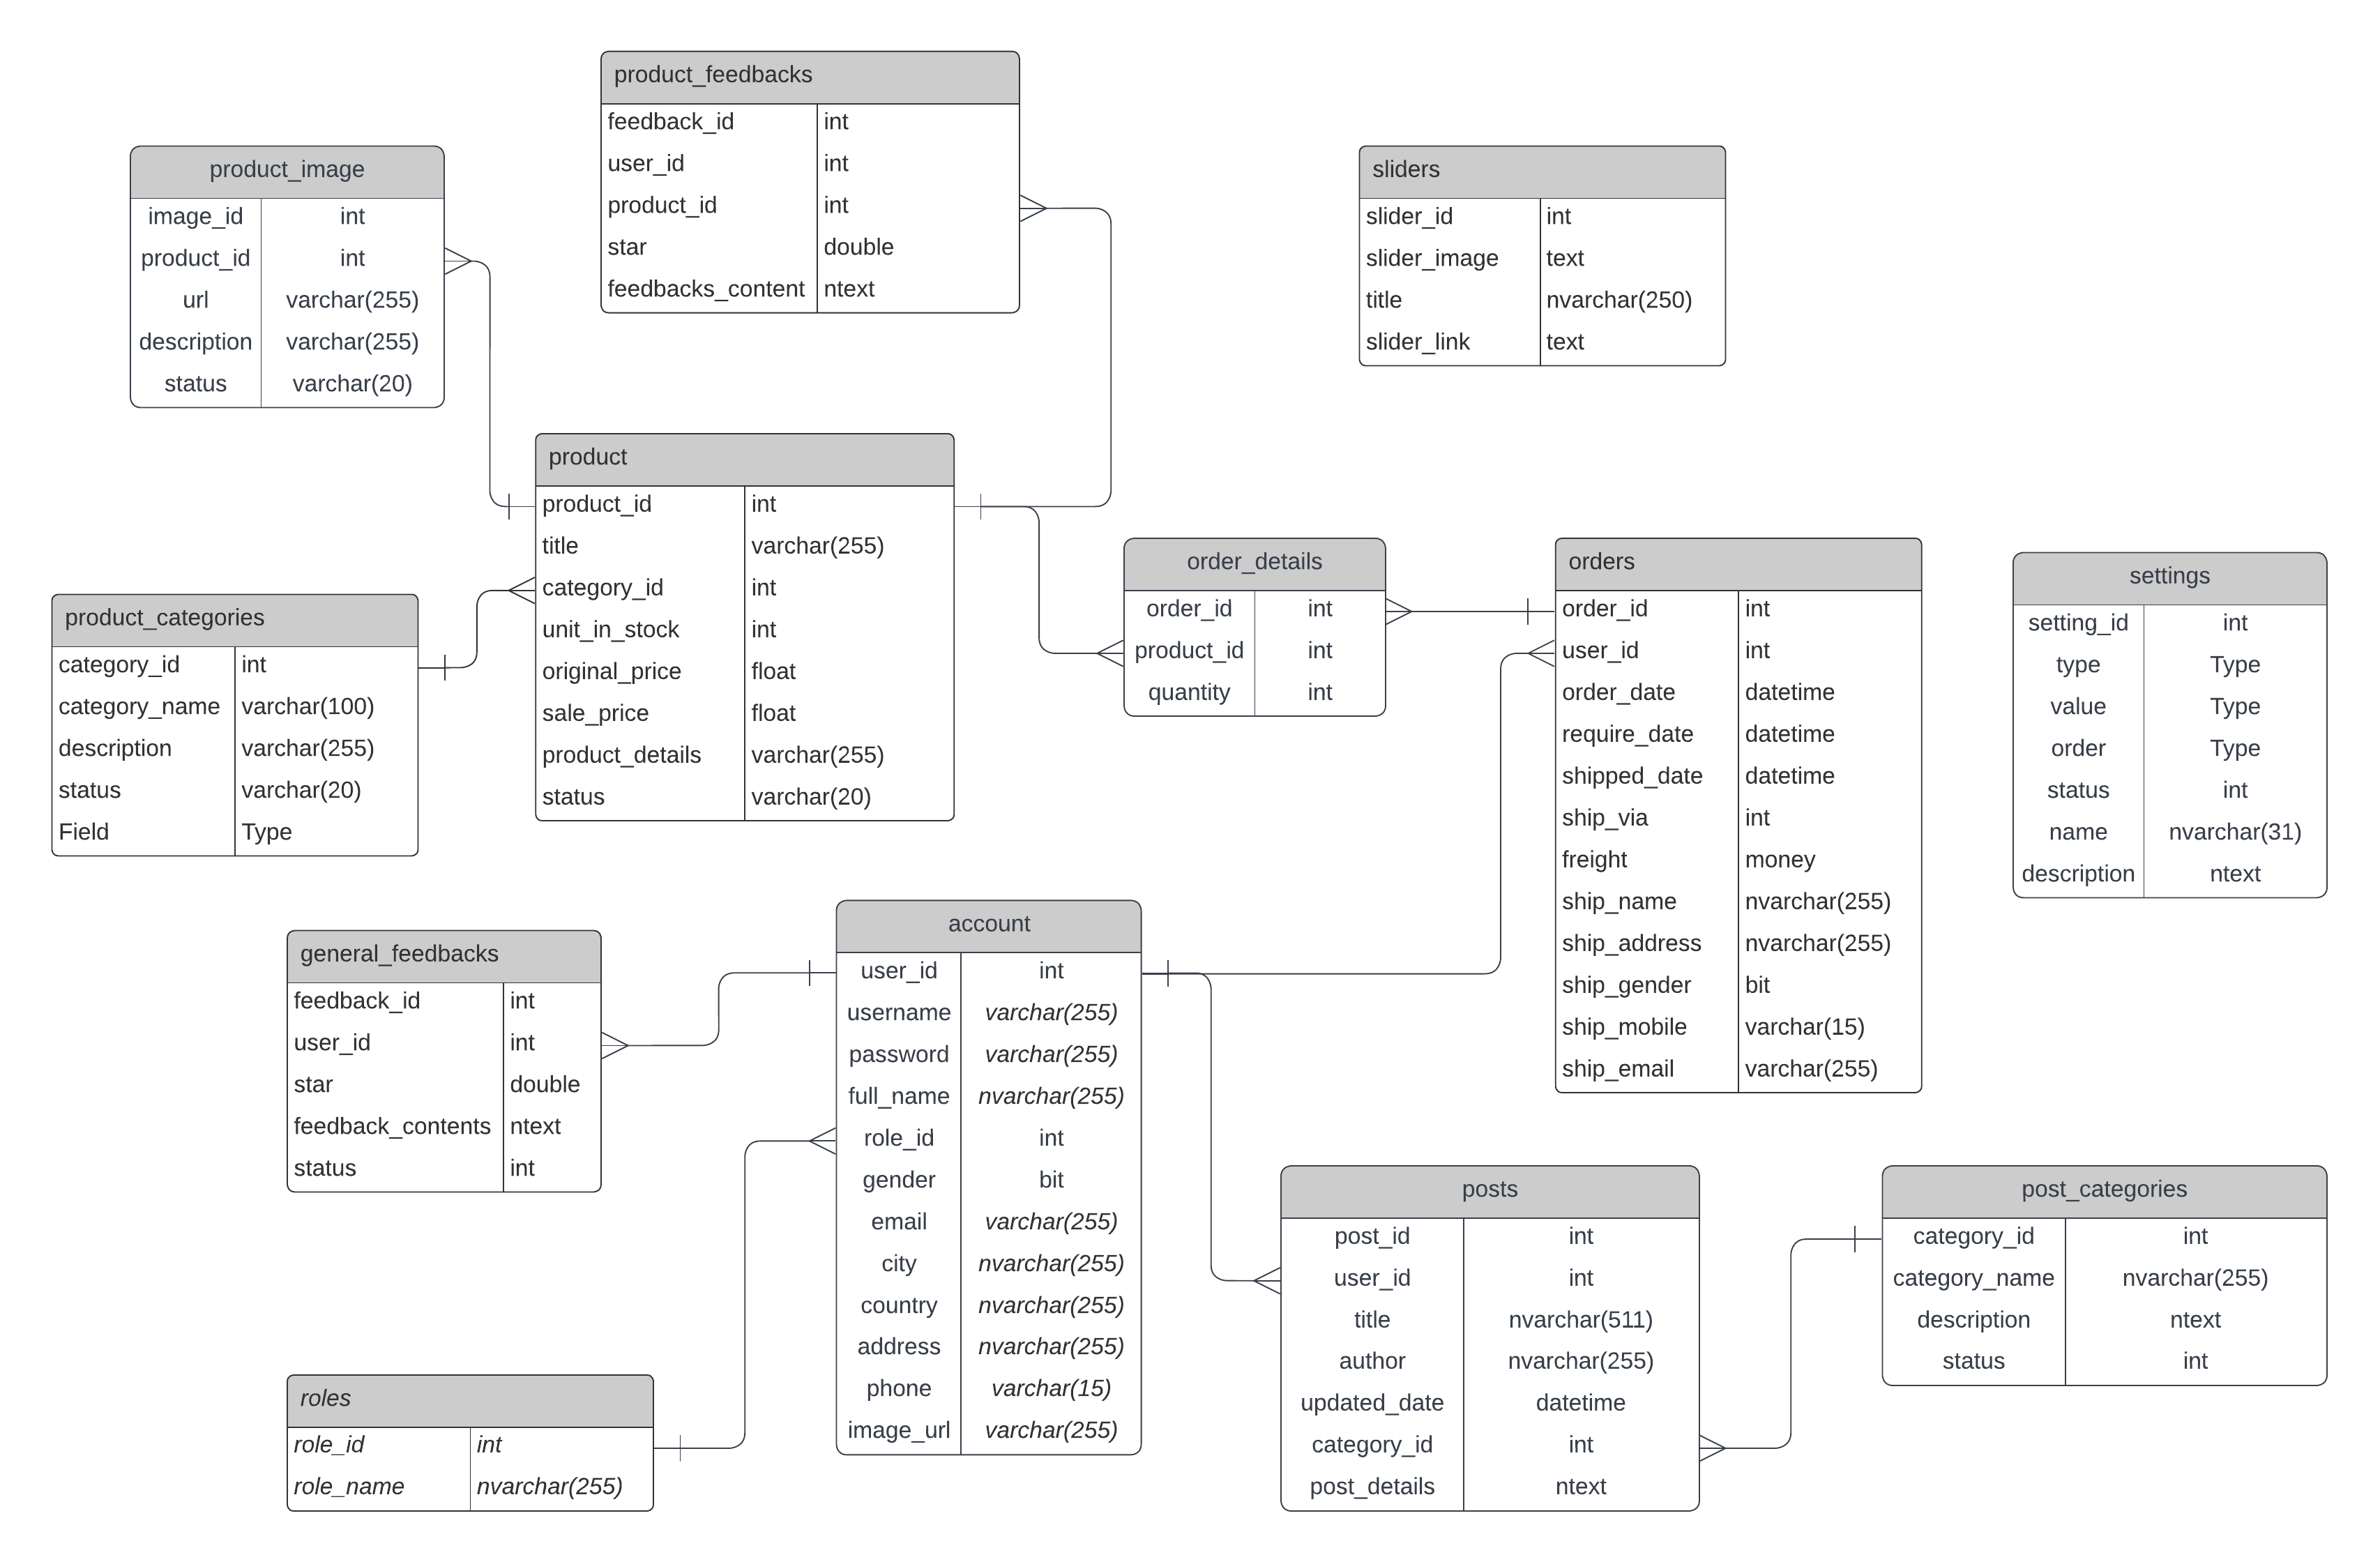 product_feedbacks
feedback_id int
user_id int
product_id int
star double
feedbacks_content ntext
product_image
image_id int
product_id int
url varchar(255)
description varchar(255)
status varchar(20)
sliders
slider_id int
slider_image text
title nvarchar(250)
slider_link text
product
product_id int
title varchar(255)
category_id int
unit_in_stock int
original_price float
sale_price float
product_details varchar(255)
status varchar(20)
product_categories
category_id int
category_name varchar(100)
description varchar(255)
status varchar(20)
Field Type
order_details
order_id int
product_id int
quantity int
orders
order_id int
user_id int
order_date datetime
require_date datetime
shipped_date datetime
ship_via int
freight money
ship_name nvarchar(255)
ship_address nvarchar(255)
ship_gender bit
ship_mobile varchar(15)
ship_email varchar(255)
settings
setting_id int
type Type
value Type
order Type
status int
name nvarchar(31)
description ntext
general_feedbacks
feedback_id int
user_id int
star double
feedback_contents ntext
status int
account
user_id int
username varchar(255)
password varchar(255)
full_name nvarchar(255)
role_id int
gender bit
email varchar(255)
city nvarchar(255)
country nvarchar(255)
address nvarchar(255)
phone varchar(15)
image_url varchar(255)
roles
role_id int
role_name nvarchar(255)
posts
post_id int
user_id int
title nvarchar(511)
author nvarchar(255)
updated_date datetime
category_id int
post_details ntext
post_categories
category_id int
category_name nvarchar(255)
description ntext
status int